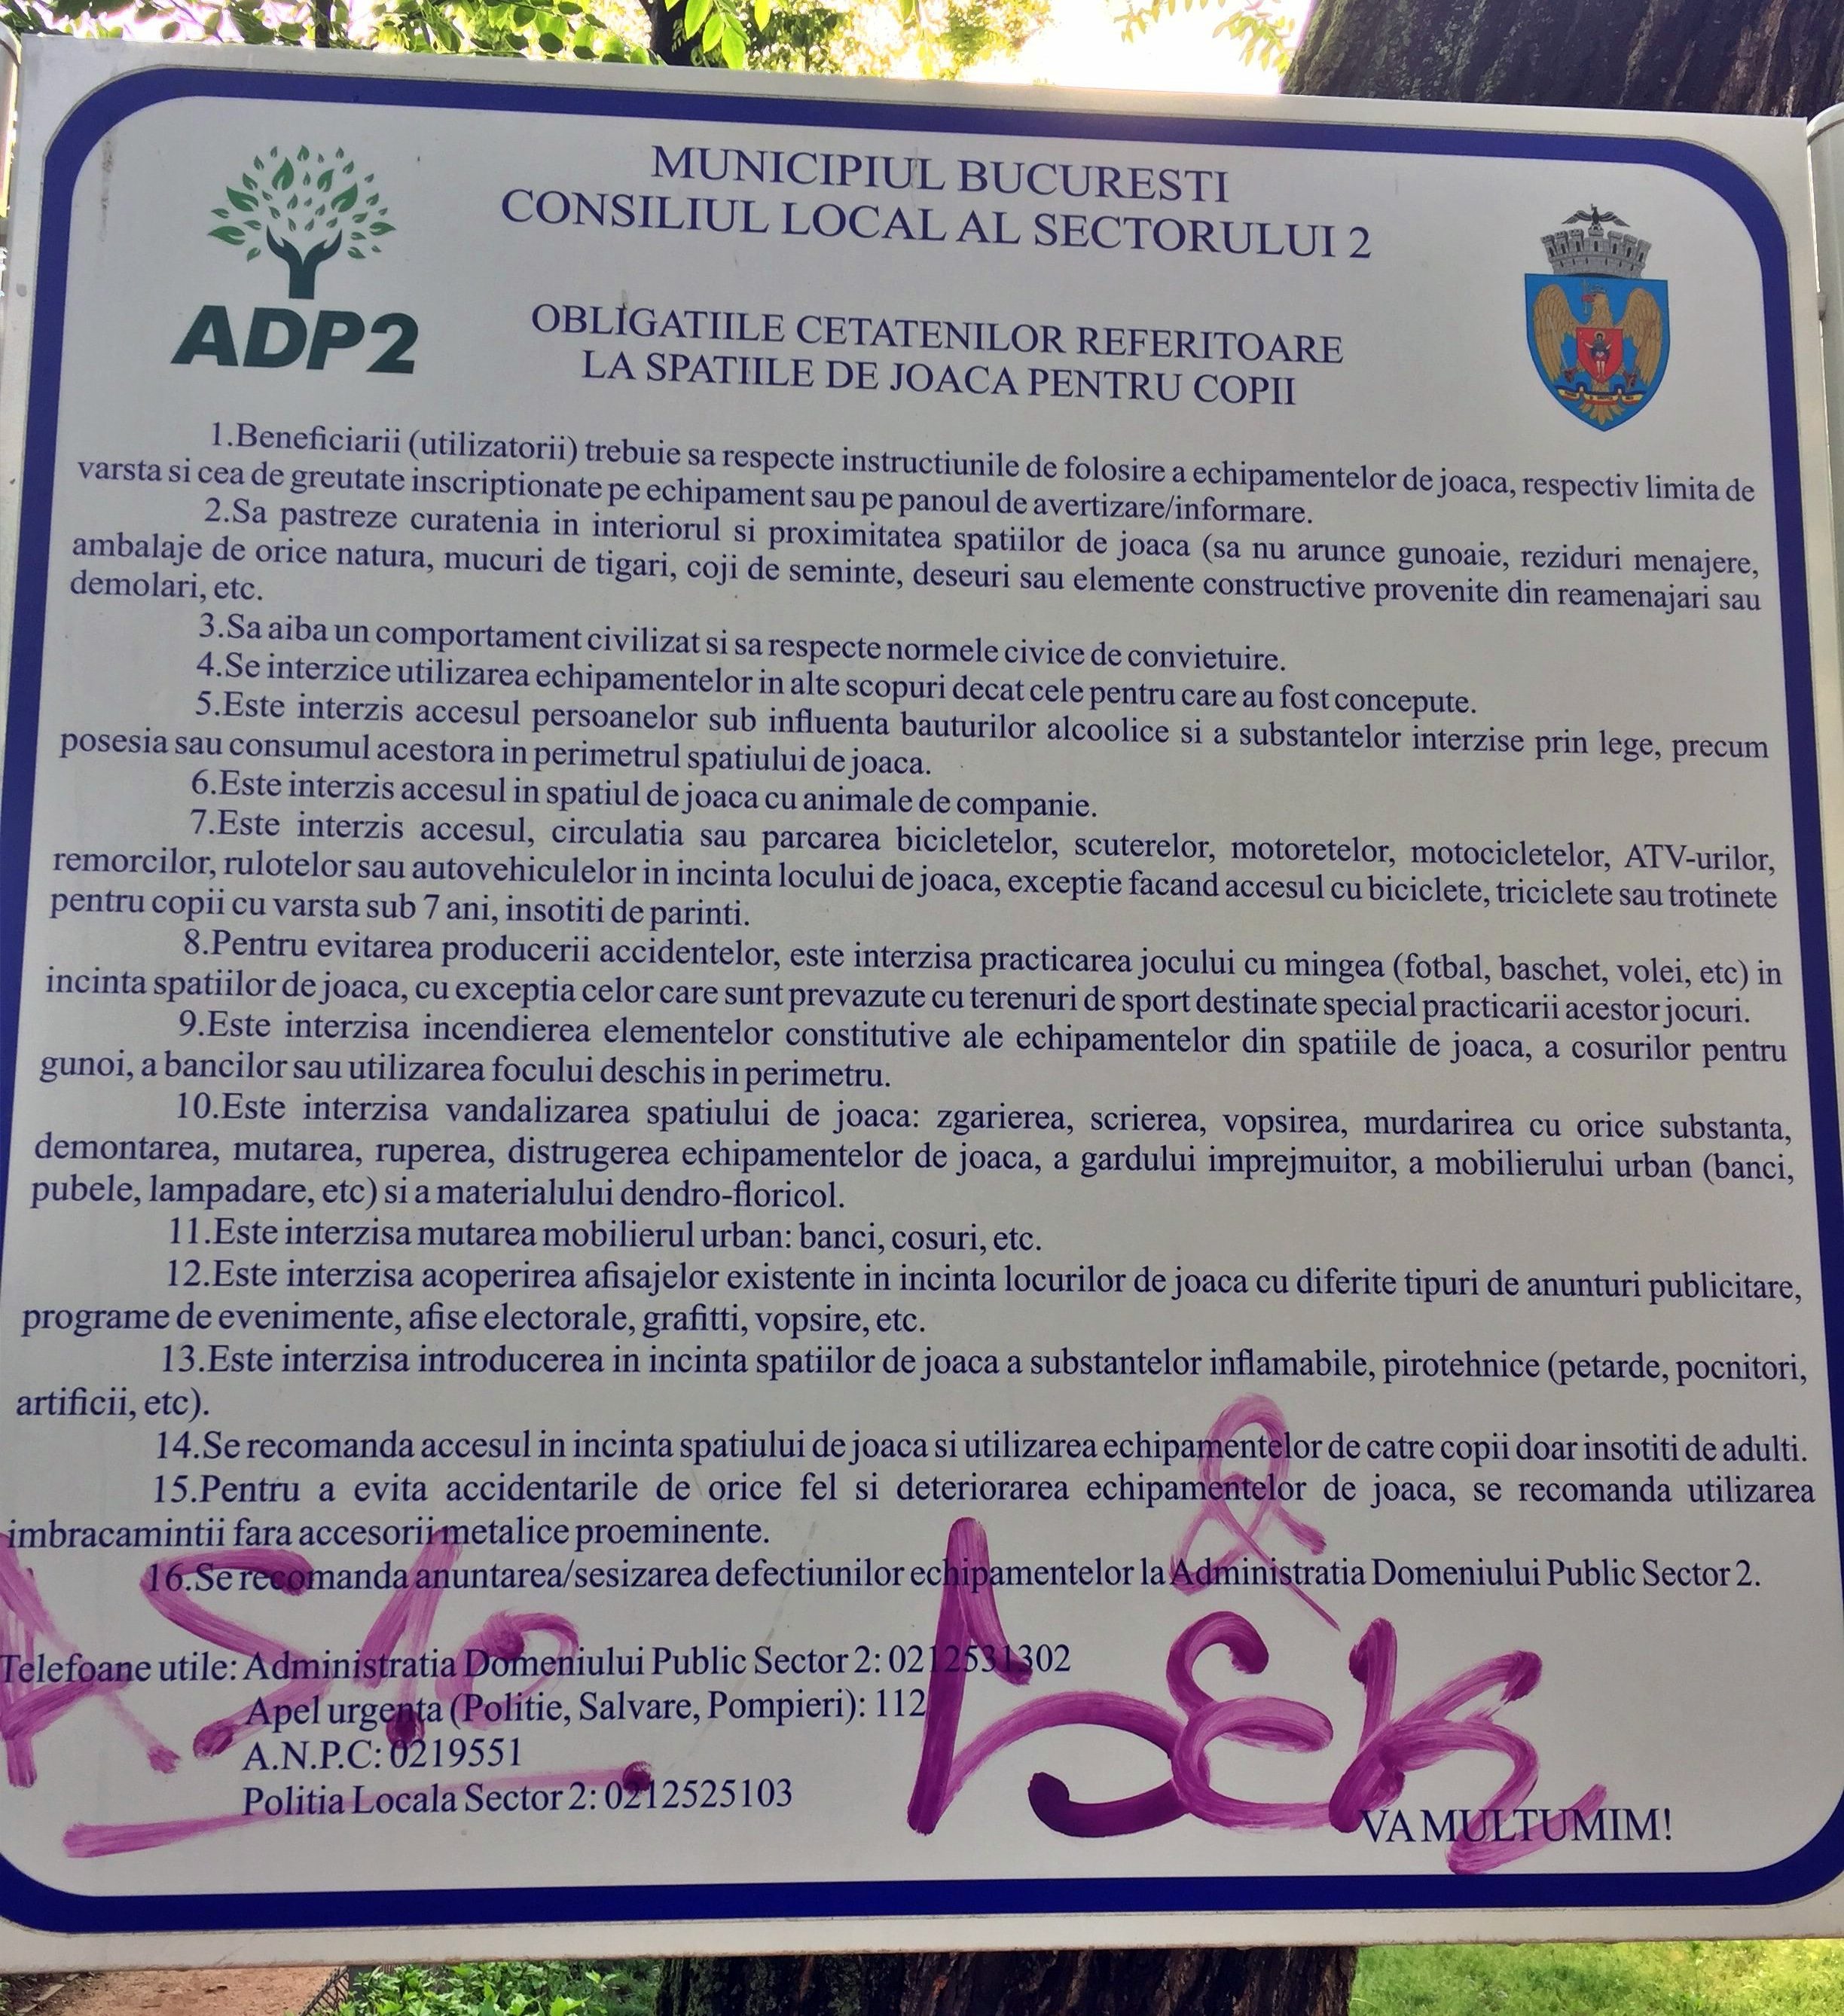 MUNICIPIUL BUCURESTI
CONSILIUL LOCAL AL SECTORULUI 2
ADP2
OBLIGATIILE CETATENILOR REFERITOARE
LA SPATIILE DE JOACA PENTRU COPII
1.Beneficiarii (utilizatorii) trebuie sa respecte instructiunile de folosire a echipamentelor de joaca, respectiv limita de
varsta si cea de greutate inscriptionate pe echipament sau pe panoul de avertizare/informare.
2.Sa pastreze curatenia in interiorul si proximitatea spatiilor de joaca (sa nu arunce gunoaie, reziduri menajere,
ambalaje de orice natura, mucuri de tigari, coji de seminte, deseuri sau elemente constructive provenite din reamenajari sau
demolari, etc.
3.Sa aiba un comportament civilizat si sa respecte normele civice de convietuire.
4.Se interzice utilizarea echipamentelor in alte scopuri decat cele pentru care au fost concepute.
5.Este interzis accesul persoanelor sub influenta bauturilor alcoolice si a substantelor interzise prin lege, precum
posesia sau consumul acestora in perimetrul spatiului de joaca.
6.Este interzis accesul in spatiul de joaca cu animale de companie.
7.Este interzis accesul, circulatia sau parcarea bicicletelor, scuterelor, motoretelor, motocicletelor, ATV-urilor,
remorcilor, rulotelor sau autovehiculelor in incinta locului de joaca, exceptie facand accesul cu biciclete, triciclete sau trotinete
pentru copii cu varsta sub 7 ani, insotiti de parinti.
8.Pentru evitarea producerii accidentelor, este interzisa practicarea jocului cu mingea (fotbal, baschet, volei, etc) in
incinta spatiilor de joaca, cu exceptia celor care sunt prevazute cu terenuri de sport destinate special practicarii acestor jocuri.
9.Este interzisa incendierea elementelor constitutive ale echipamentelor din spatiile de joaca, a cosurilor pentru
gunoi, a bancilor sau utilizarea focului deschis in perimetru.
10.Este interzisa vandalizarea spatiului de joaca: zgarierea, scrierea, vopsirea, murdarirea cu orice substanta,
demontarea, mutarea, ruperea, distrugerea echipamentelor de joaca, a gardului imprejmuitor, a mobilierului urban (banci,
pubele, lampadare, etc) si a materialului dendro-floricol.
11.Este interzisa mutarea mobilierul urban: banci, cosuri, etc.
12.Este interzisa acoperirea afisajelor existente in incinta locurilor de joaca cu diferite tipuri de anunturi publicitare,
programe de evenimente, afise electorale, grafitti, vopsire, etc.
13.Este interzisa introducerea in incinta spatiilor de joaca a substantelor inflamabile, pirotehnice (petarde, pocnitori,
artificii, etc).
14.Se recomanda accesul in incinta spatiului de joaca si utilizarea echipamentelor de catre copii doar insotiti de adulti.
15.Pentru a evita accidentarile de orice fel si deteriorarea echipamentelor de joaca, se recomanda utilizarea
imbracamintii fara accesorii metalice proeminente.
16.Se recomanda anuntarea/sesizarea defectiunilor echipamentelor la Administratia Domeniului Public Sector 2.
Telefoane utile: Administratia Domeniului Public Sector 2: 0212531302
Apel urgenta (Politie, Salvare, Pompieri): 112
A.N.P.C: 0219551
Politia Locala Sector 2: 0212525103
VA MULTUMIM!